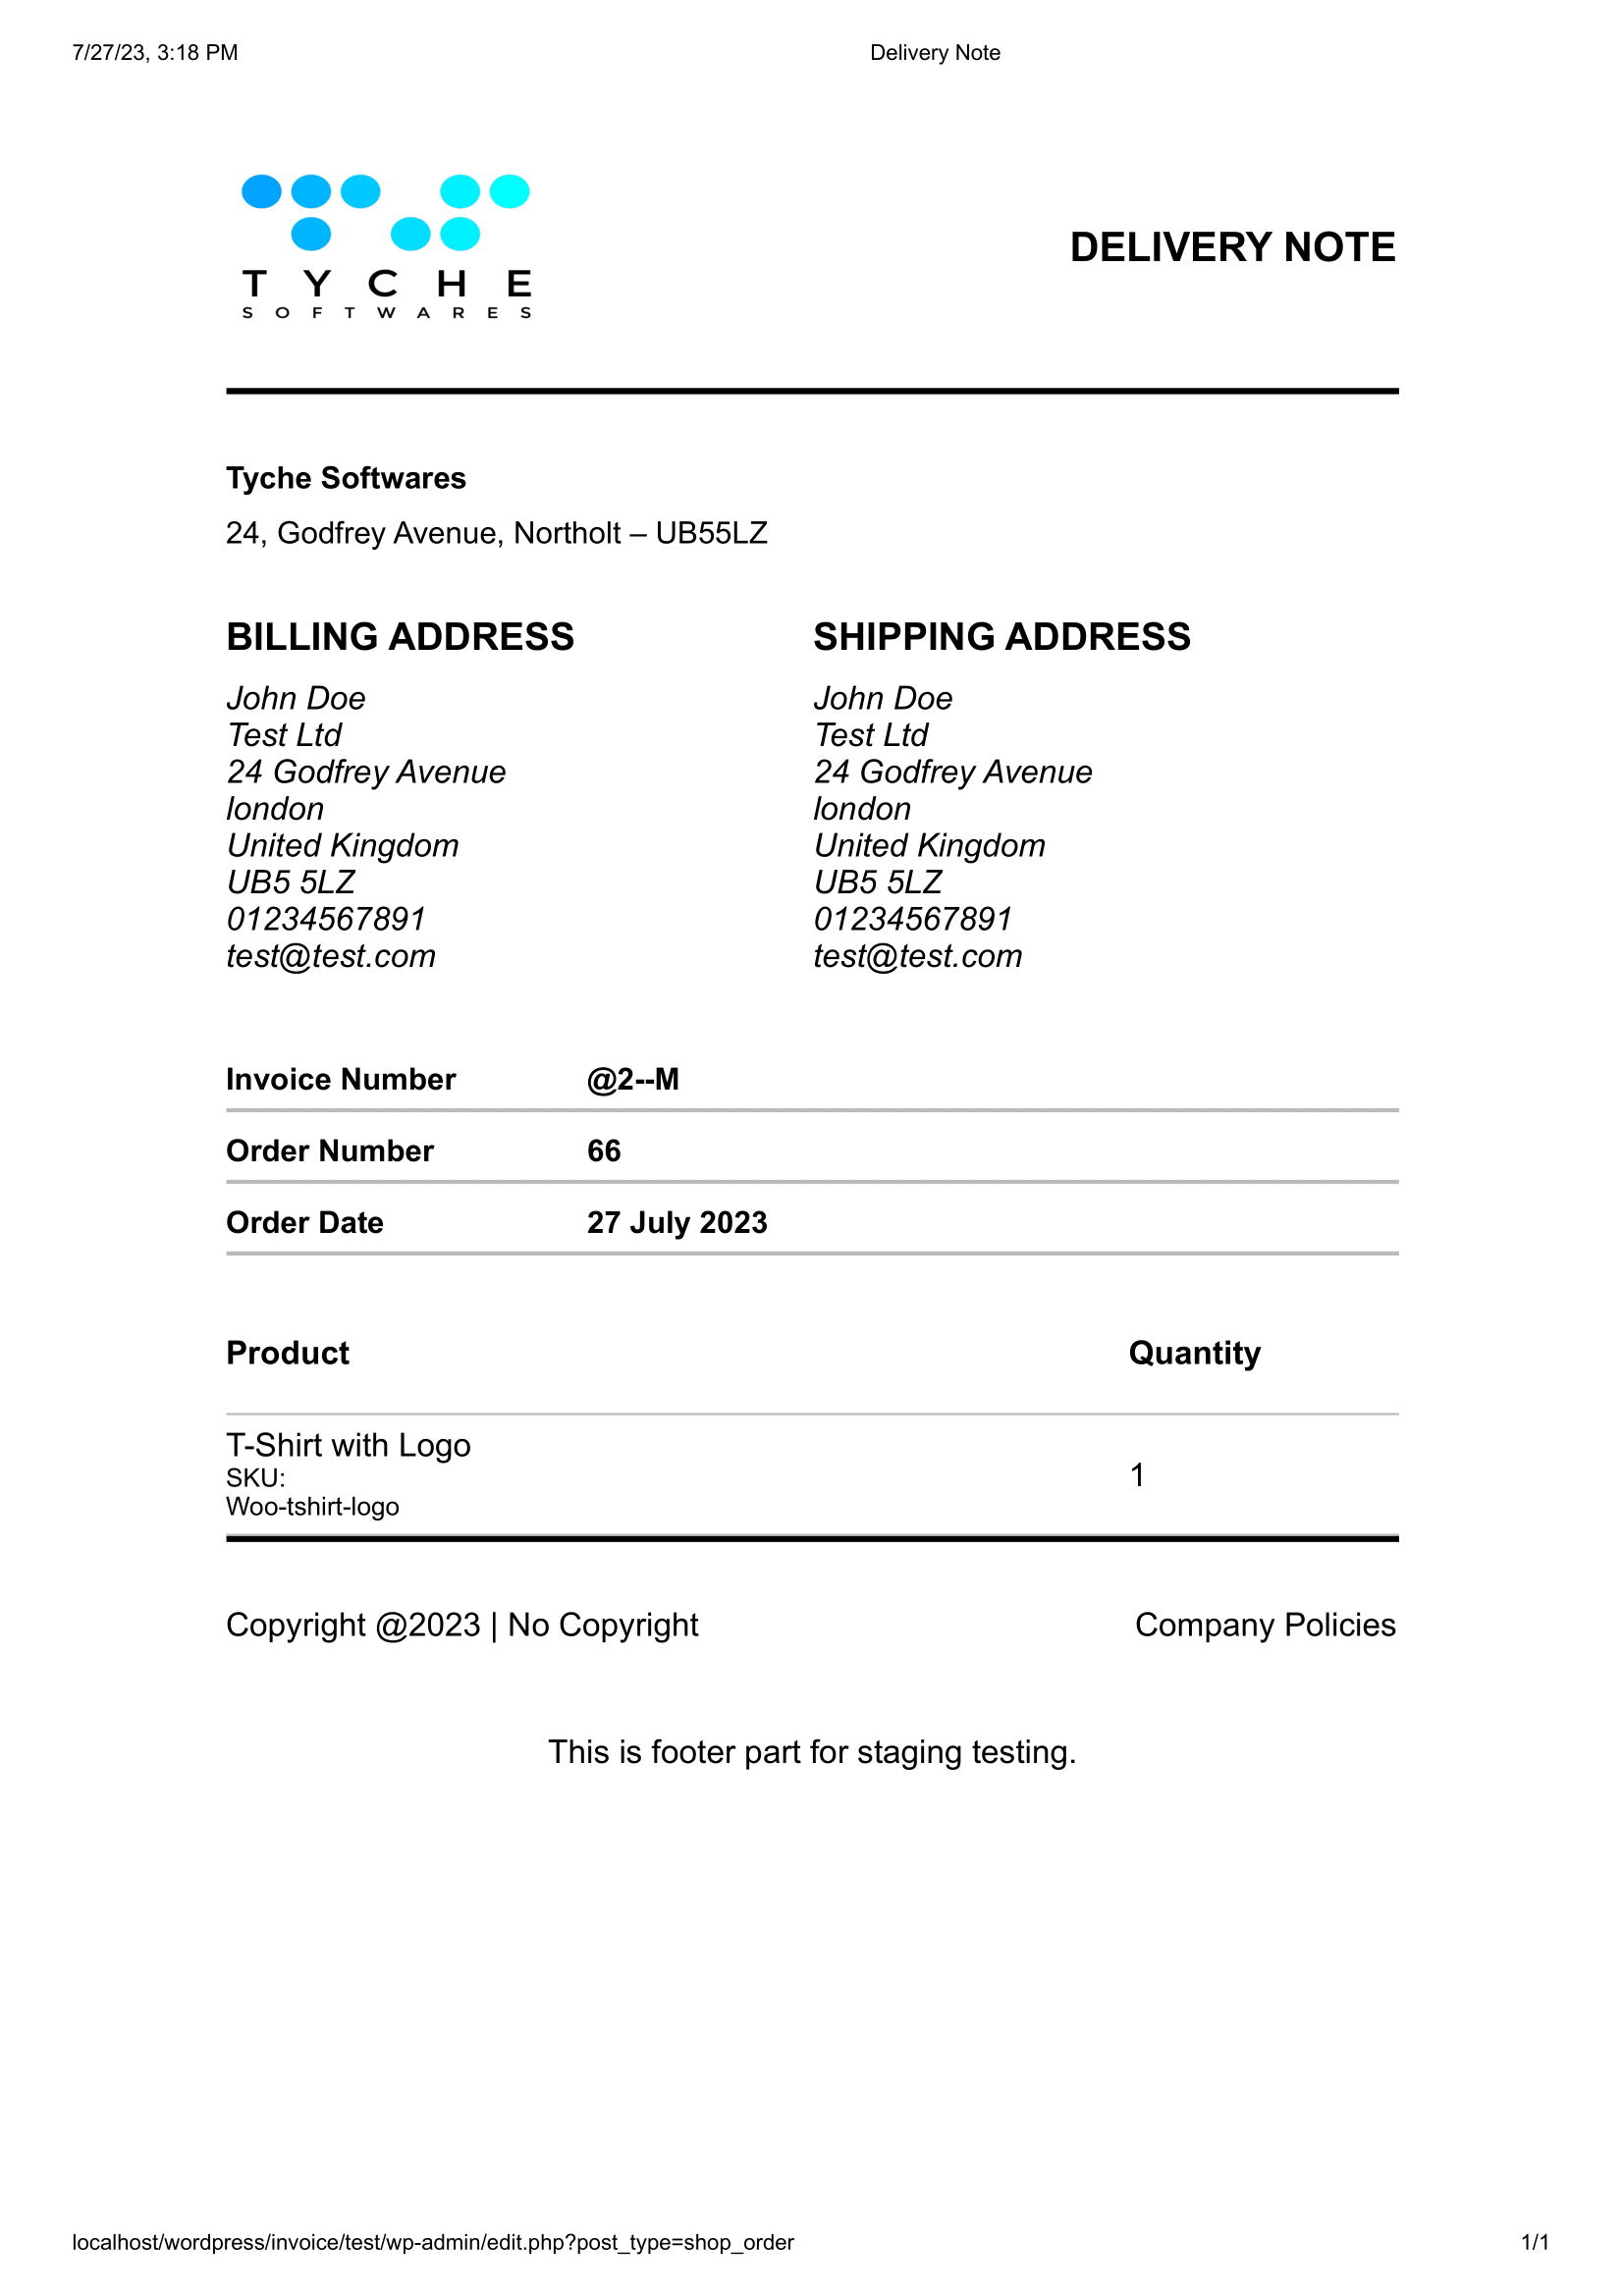 7/27/23, 3:18 PM Delivery Note
TYCHE
SOFTWARES
DELIVERY NOTE
Tyche Softwares
24, Godfrey Avenue, Northolt – UB55LZ
BILLING ADDRESS
John Doe
Test Ltd
24 Godfrey Avenue
london
United Kingdom
UB5 5LZ
01234567891
test@test.com
SHIPPING ADDRESS
John Doe
Test Ltd
24 Godfrey Avenue
london
United Kingdom
UB5 5LZ
01234567891
test@test.com
Invoice Number @2--M
Order Number 66
Order Date 27 July 2023
Product Quantity
T-Shirt with Logo
SKU:
Woo-tshirt-logo
1
Copyright @2023 | No Copyright Company Policies
This is footer part for staging testing.
localhost/wordpress/invoice/test/wp-admin/edit.php?post_type=shop_order 1/1